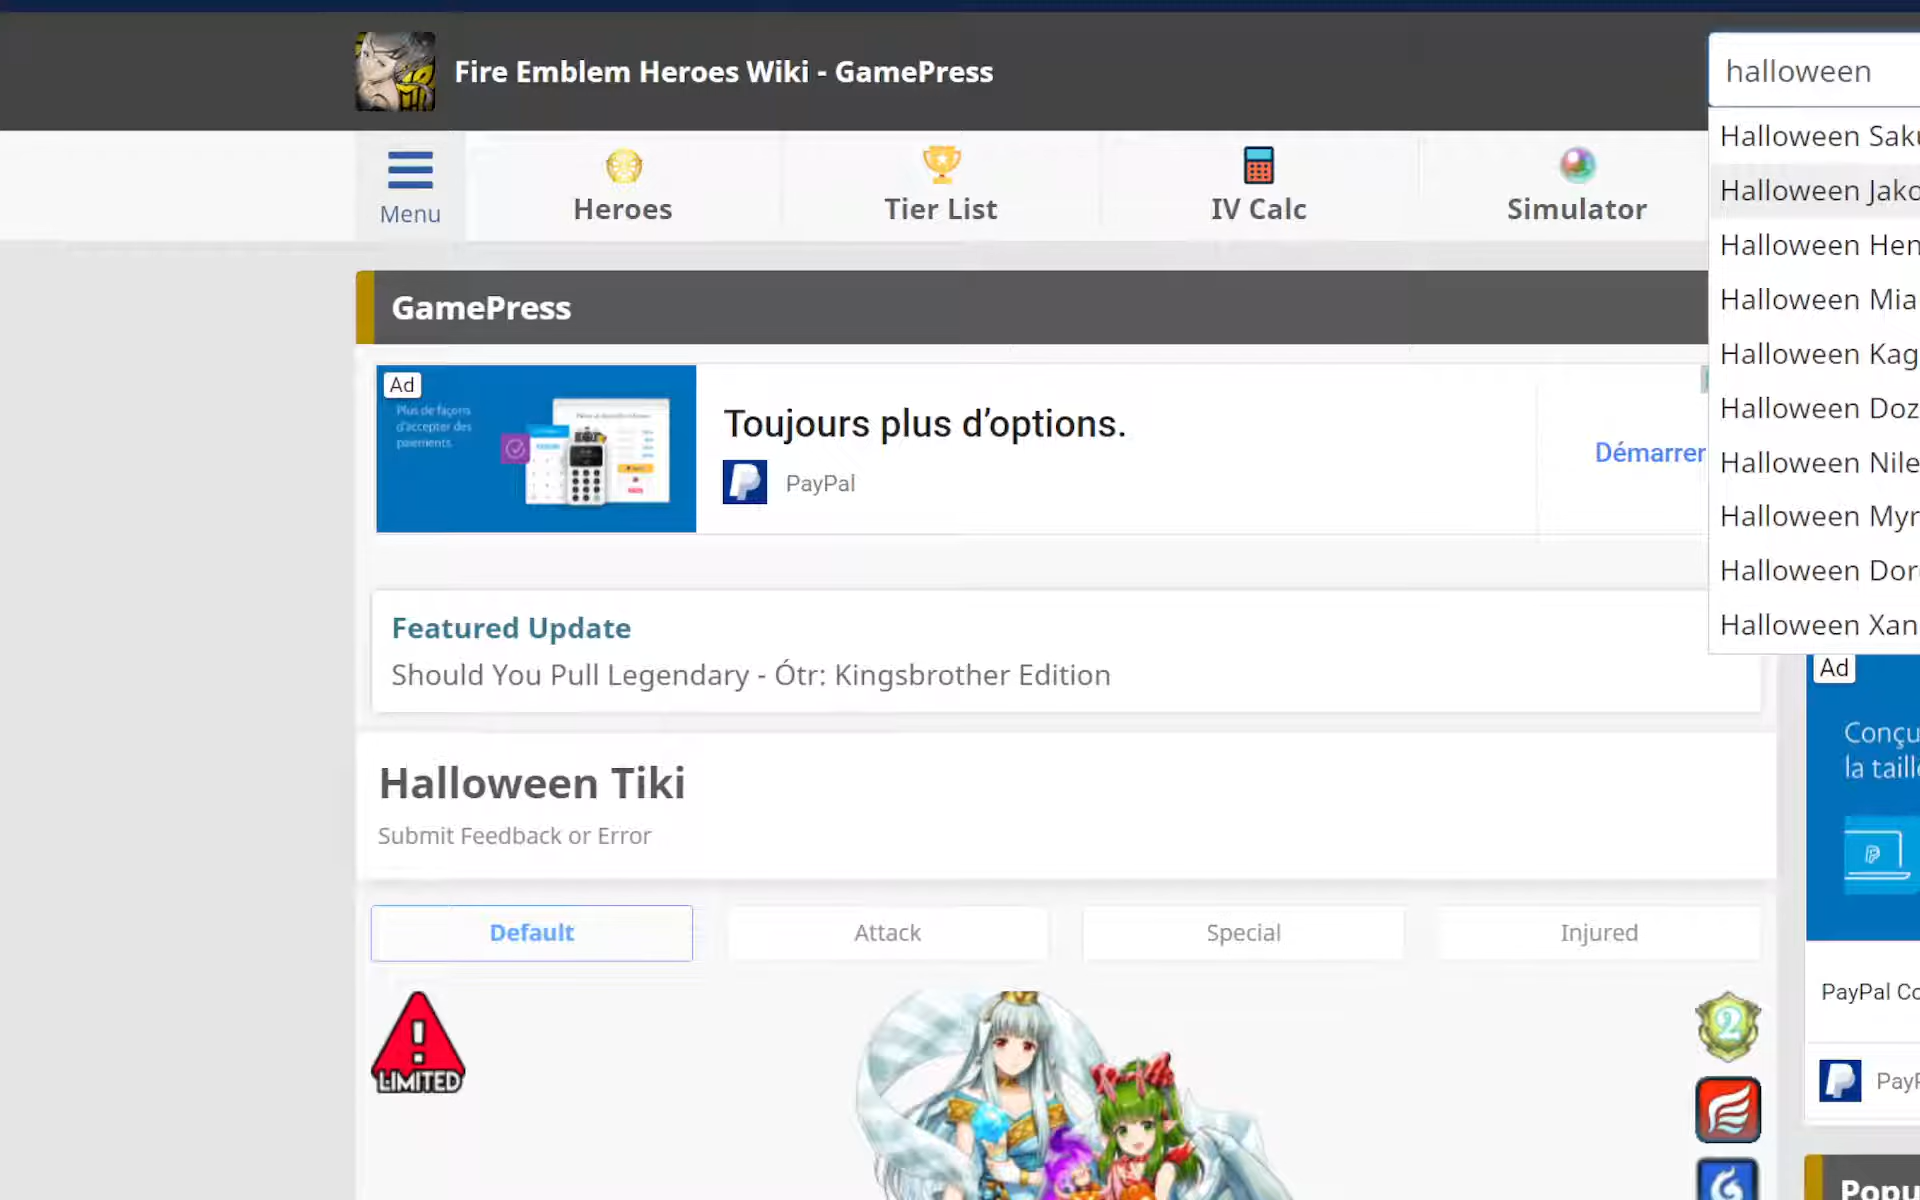 Fire Emblem Heroes Wiki - GamePress
halloween
Menu
Heroes
Tier List
IV Calc
Simulator
Halloween Saku
Halloween Jako
Halloween Hen
Halloween Mia
Halloween Kag
Halloween Doz
Halloween Nile
Halloween Myr
Halloween Dor
Halloween Xan
GamePress
Ad
Plus de façons
d'accepter des
paiements.
Toujours plus d’options.
PayPal
Démarrer
Featured Update
Should You Pull Legendary - Ótr: Kingsbrother Edition
Halloween Tiki
Submit Feedback or Error
Default
Attack
Special
Injured
LIMITED
2
Ad
Conçu
la taille
PayPal Co
PayP
Popu